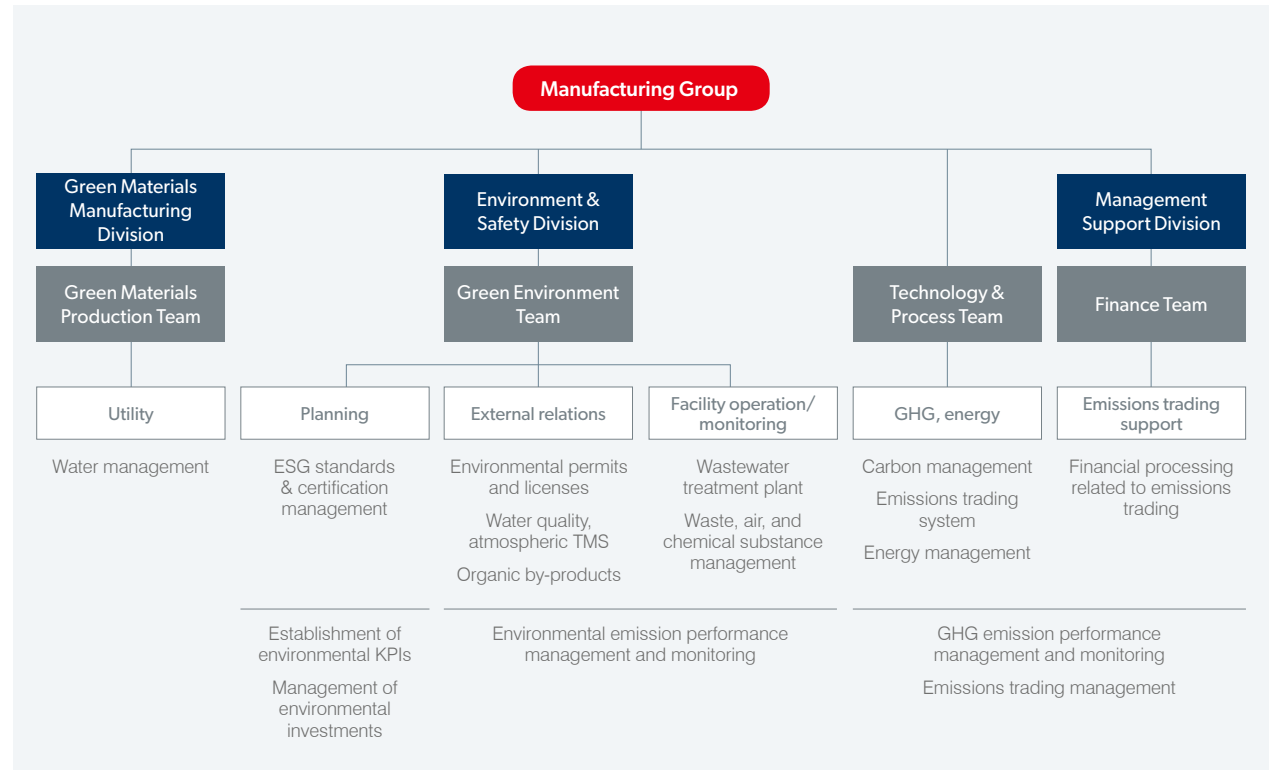 Manufacturing Group
Green Materials
Manufacturing
Division
Environment &
Safety Division
Management
Support Division
Green Materials
Production Team
Green Environment
Team
Technology &
Process Team
Finance Team
Utility
Planning
External relations
Facility operation/
monitoring
GHG, energy
Emissions trading
support
Water management
ESG standards
& certification
management
Environmental permits
and licenses
Water quality,
atmospheric TMS
Organic by-products
Wastewater
treatment plant
Waste, air, and
chemical substance
management
Carbon management
Emissions trading
system
Energy management
Financial processing
related to emissions
trading
Establishment of
environmental KPIs
Management of
environmental
investments
Environmental emission performance
management and monitoring
GHG emission performance
management and monitoring
Emissions trading management